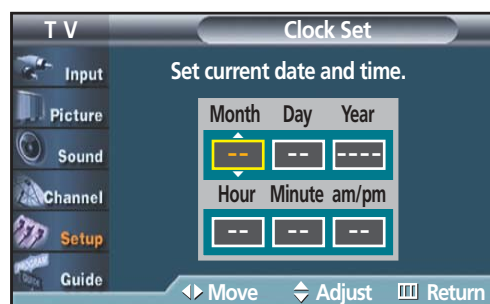 T V
Clock Set
Input
Picture
Sound
Channel
Setup
Guide
Set current date and time.
Month Day Year
-- -- ----
Hour Minute am/pm
-- -- --
Move Adjust Return